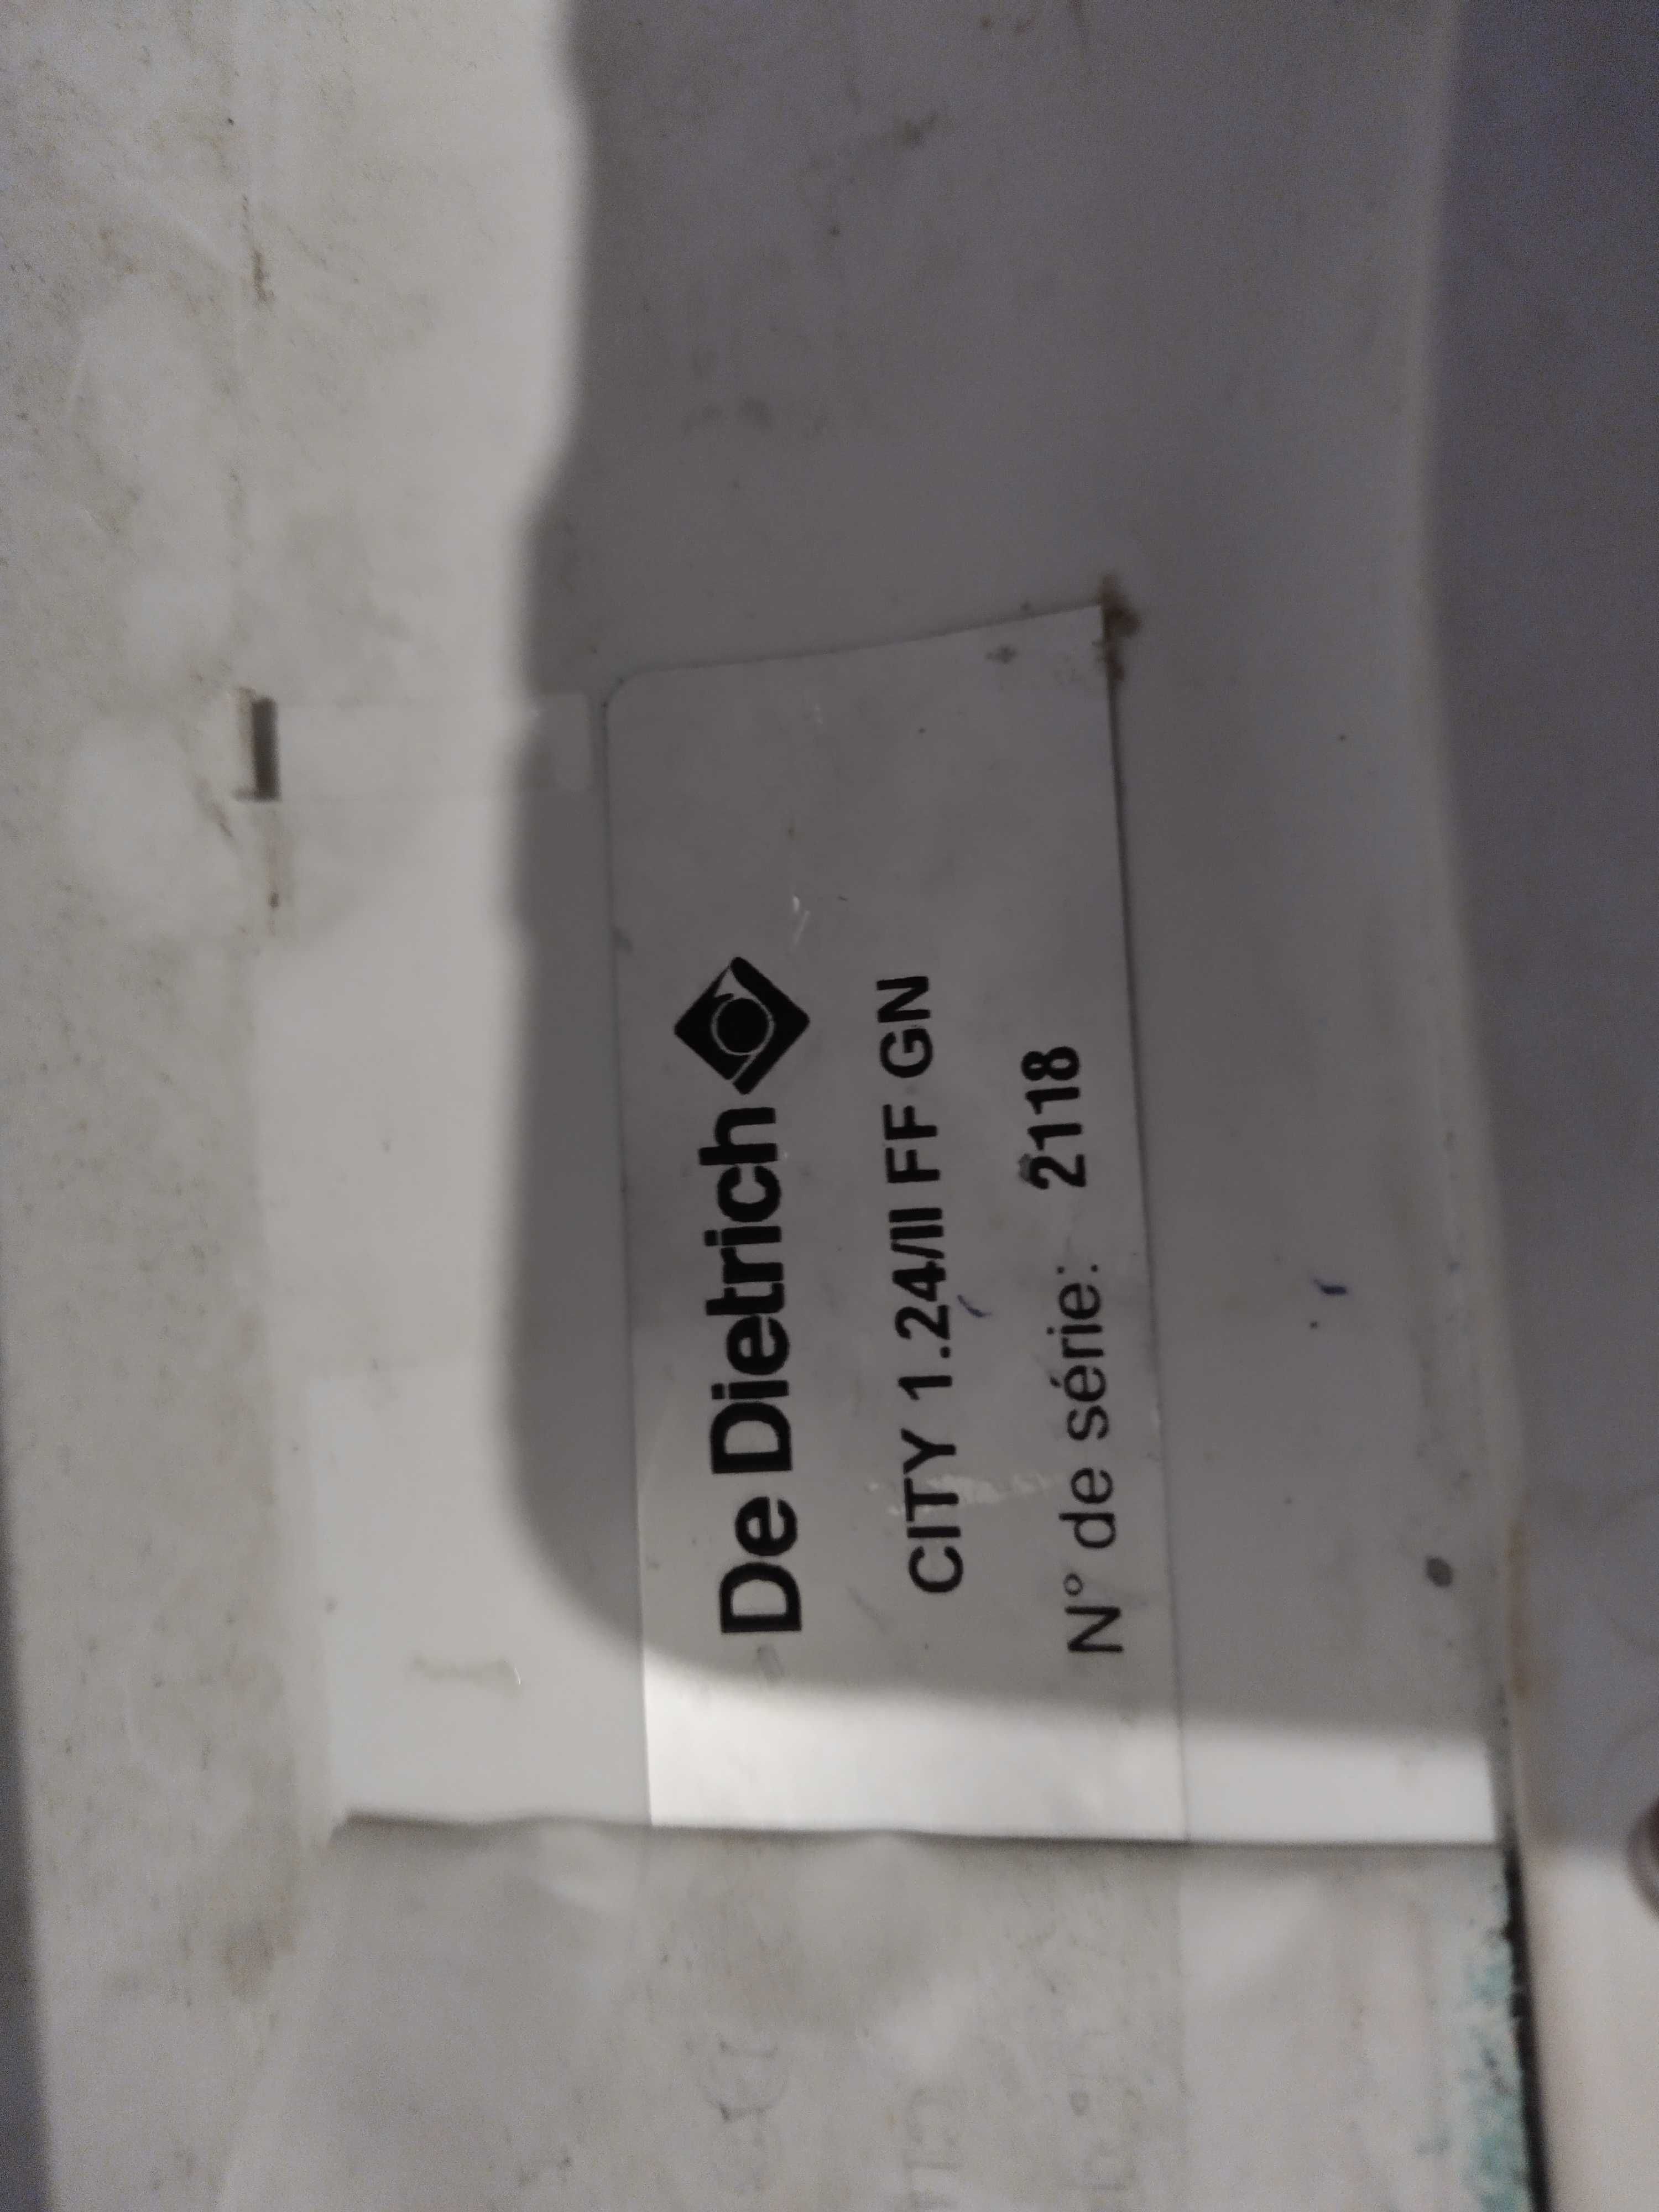 De Dietrich
CITY 1.24/II FF GN
N° de série: 2118